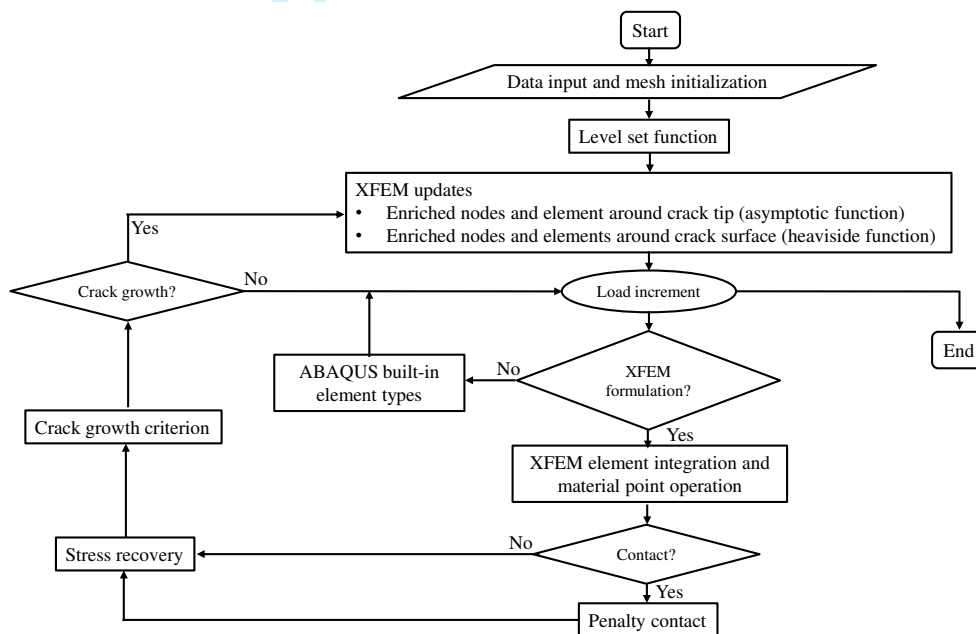 Start
Data input and mesh initialization
Level set function
XFEM updates
• Enriched nodes and element around crack tip (asymptotic function)
• Enriched nodes and elements around crack surface (heaviside function)
Yes
Crack growth?
No
Load increment
End
XFEM
formulation?
No
ABAQUS built-in
element types
Yes
Crack growth criterion
XFEM element integration and
material point operation
Contact?
No
Stress recovery
Yes
Penalty contact